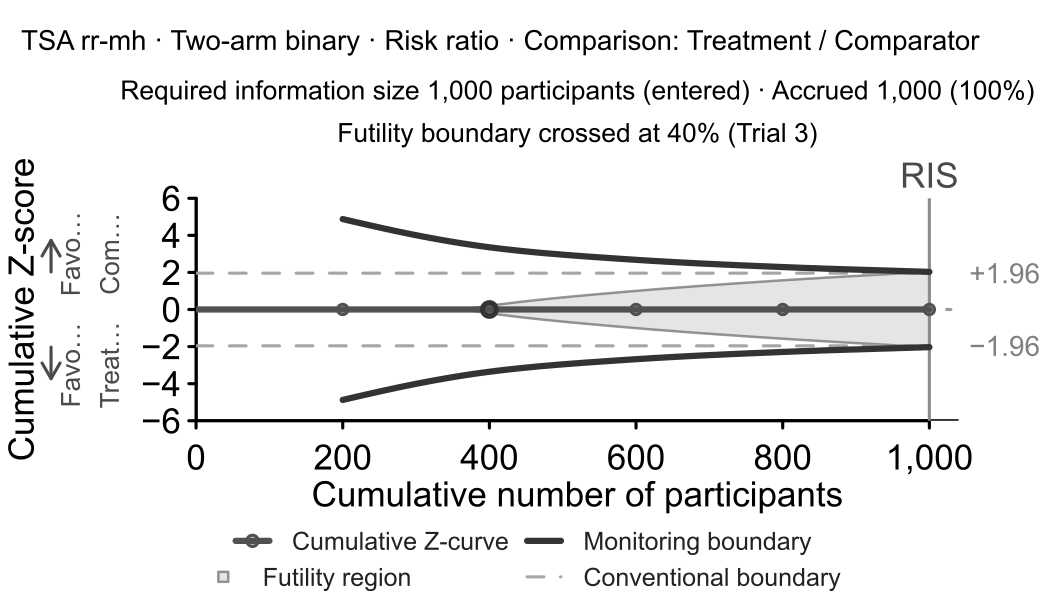 TSA rr-mh · Two-arm binary · Risk ratio · Comparison: Treatment / Comparator
Required information size 1,000 participants (entered) · Accrued 1,000 (100%)
Futility boundary crossed at 40% (Trial 3)
RIS
Cumulative Z-score
Favo…
Com…
Favo…
Treat…
6
4
2
0
−2
−4
−6
+1.96
−1.96
0 200 400 600 800 1,000
Cumulative number of participants
Cumulative Z-curve
Monitoring boundary
Futility region
Conventional boundary